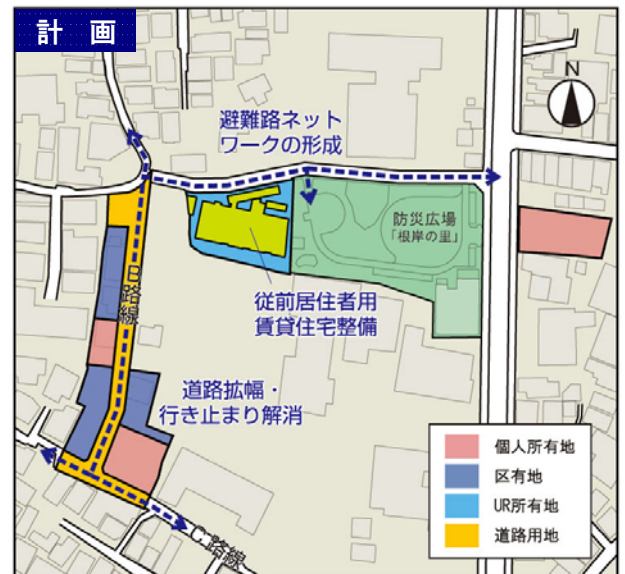 計 画
N
避難路ネット
ワークの形成
防災広場
「根岸の里」
日路線
従前居住者用
賃貸住宅整備
道路拡幅・
行き止まり解消
C路線
個人所有地
区有地
UR所有地
道路用地